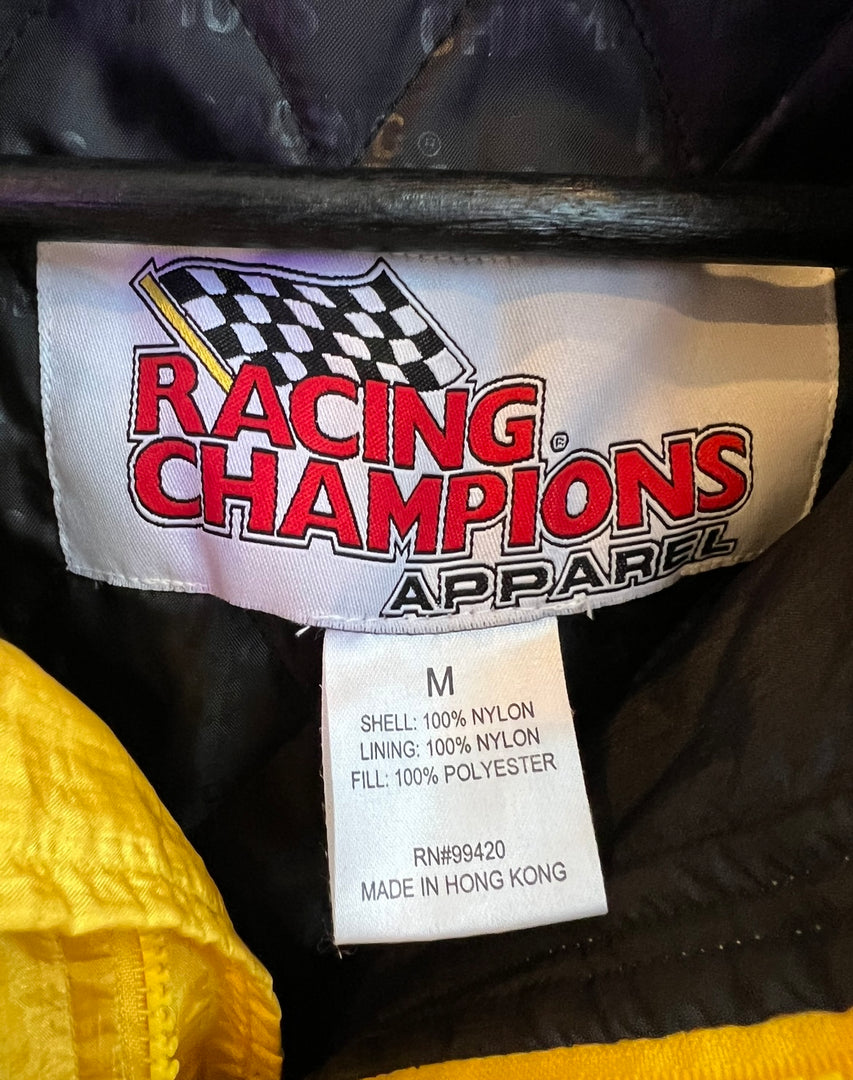 RACING
CHAMPIONS®
APPAREL
M
SHELL: 100% NYLON
LINING: 100% NYLON
FILL: 100% POLYESTER
RN#99420
MADE IN HONG KONG